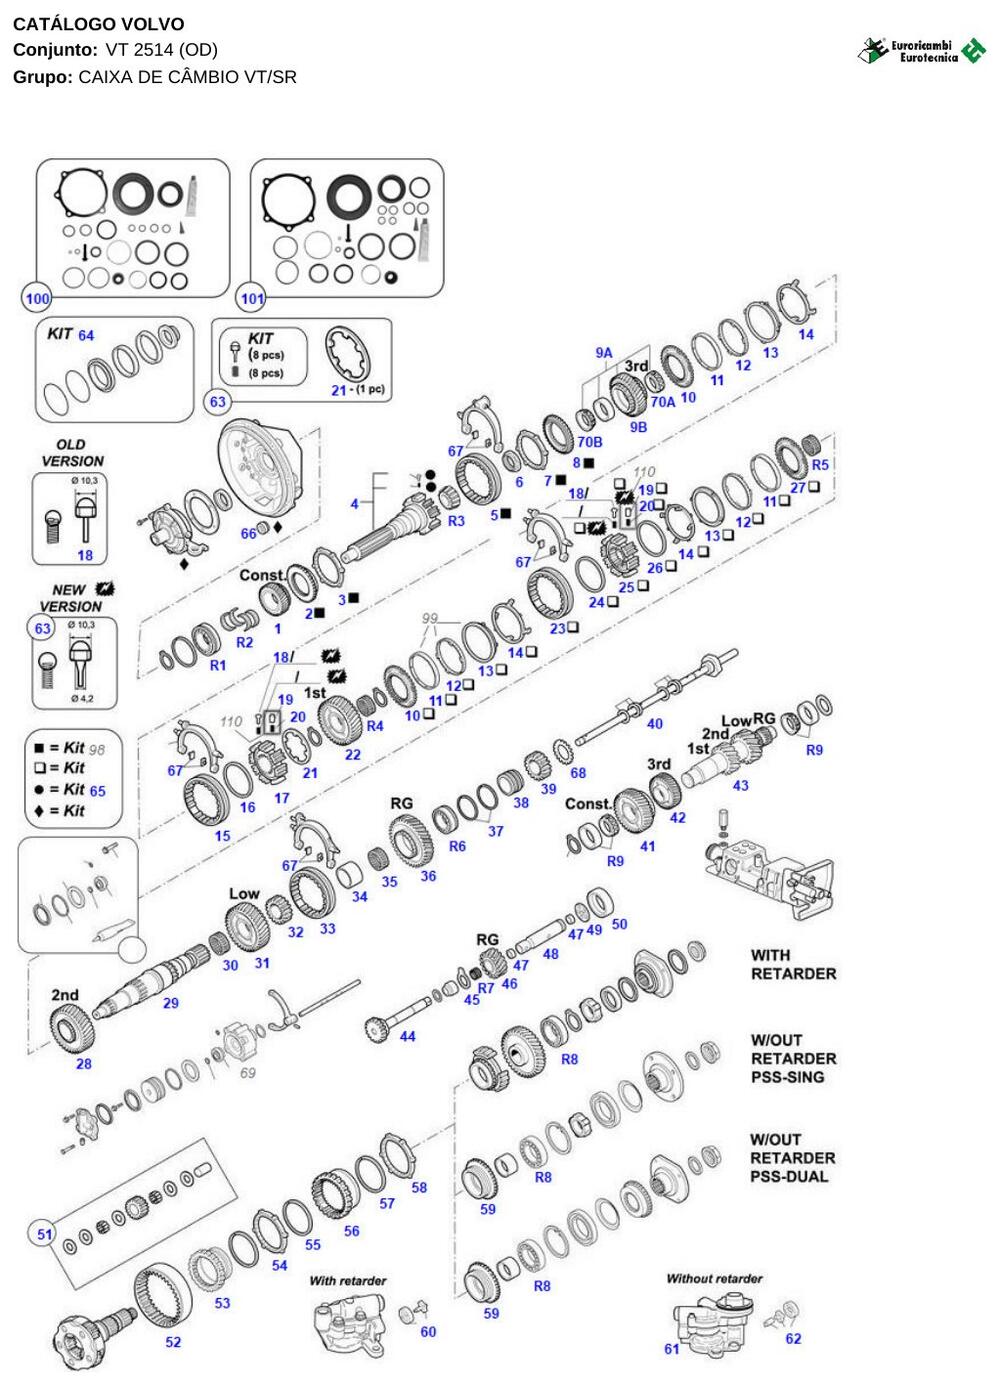 CATÁLOGO VOLVO
Conjunto: VT 2514 (OD)
Grupo: CAIXA DE CÂMBIO VT/SR
Euroricambi
Eurotecnica
100
101
KIT 64
KIT
(8 pcs)
(8 pcs)
21 - (1 pc)
63
14
13
12
11
10
9A
3rd
70A
9B
70B
8
7
6
67
5
OLD
VERSION
Ø 10,3
18
66
4
R3
110
18/
19
/
20
R5
27
11
12
13
14
26
25
24
67
23
NEW
VERSION
63
Ø 10,3
Ø 4,2
Const.
3
2
1
R2
R1
99
14
13
12
11
10
18/
/
19
1st
20
110
R4
22
21
17
16
15
67
40
= Kit 98
= Kit
= Kit 65
= Kit
LowRG
2nd
1st
43
R9
3rd
42
Const.
41
R9
68
39
38
37
R6
RG
36
35
34
67
33
32
Low
31
30
29
2nd
28
50
49
47
48
RG
47
46
R7
45
44
69
WITH
RETARDER
R8
W/OUT
RETARDER
PSS-SING
R8
59
W/OUT
RETARDER
PSS-DUAL
R8
59
58
57
56
55
54
53
52
51
With retarder
60
Without retarder
61
62